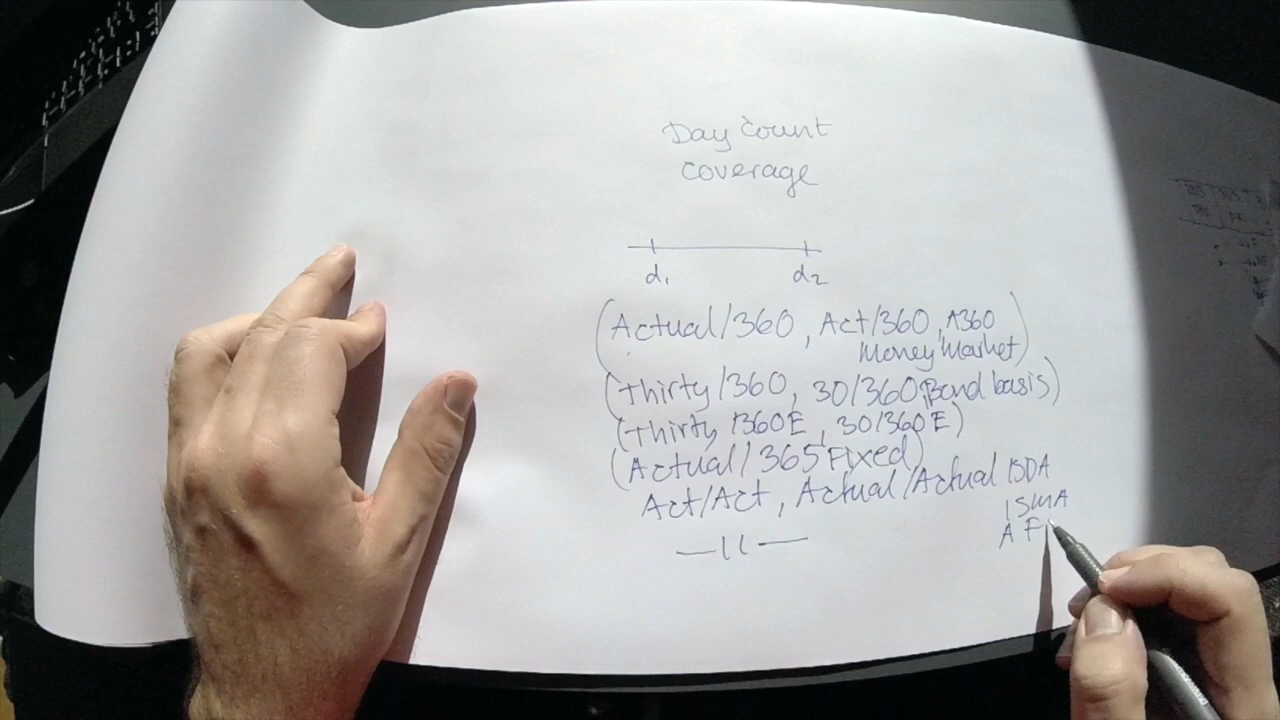 Day Count
Coverage
d₁ d₂
(Actual/360, Act/360, A360
Money Market)
(Thirty/360, 30/360, Bond basis)
(Thirty/360E, 30/360E)
(Actual/365 Fixed)
Act/Act, Actual/Actual ISDA
ISMA
—||— AF